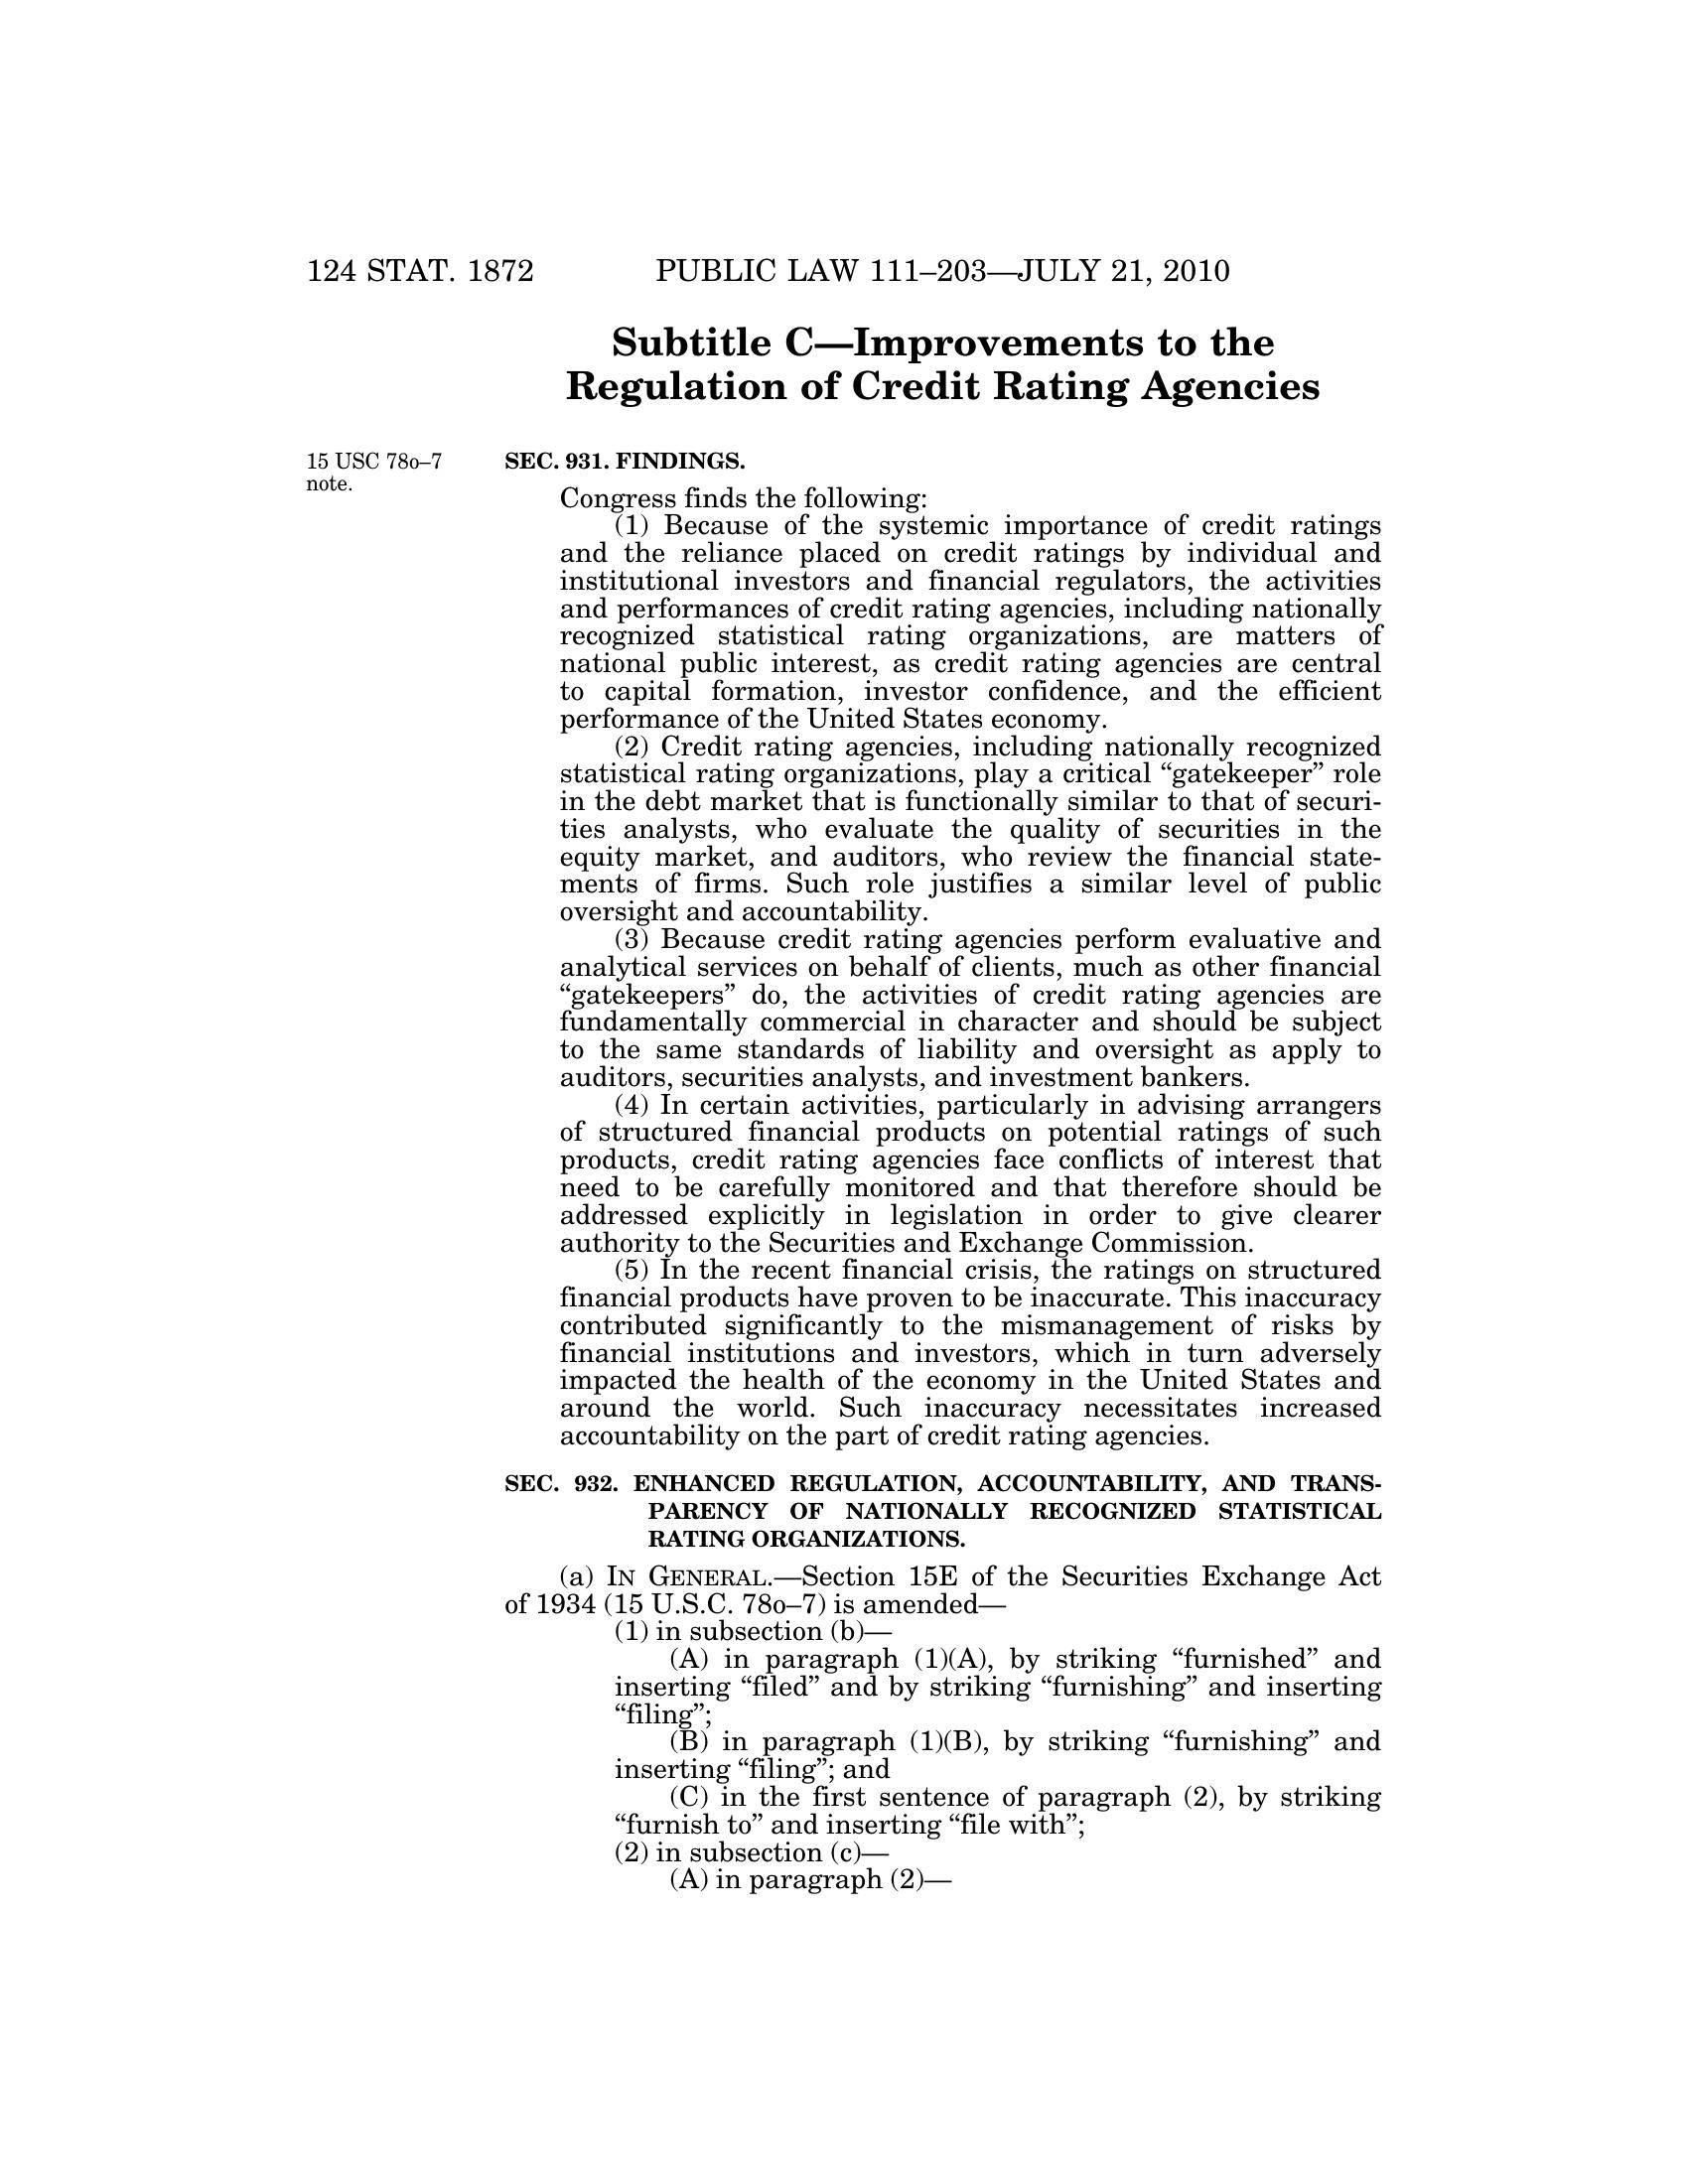 124 STAT. 1872 PUBLIC LAW 111–203—JULY 21, 2010
Subtitle C—Improvements to the
Regulation of Credit Rating Agencies
15 USC 78o–7
note.
SEC. 931. FINDINGS.
Congress finds the following:
(1) Because of the systemic importance of credit ratings
and the reliance placed on credit ratings by individual and
institutional investors and financial regulators, the activities
and performances of credit rating agencies, including nationally
recognized statistical rating organizations, are matters of
national public interest, as credit rating agencies are central
to capital formation, investor confidence, and the efficient
performance of the United States economy.
(2) Credit rating agencies, including nationally recognized
statistical rating organizations, play a critical “gatekeeper” role
in the debt market that is functionally similar to that of securi-
ties analysts, who evaluate the quality of securities in the
equity market, and auditors, who review the financial state-
ments of firms. Such role justifies a similar level of public
oversight and accountability.
(3) Because credit rating agencies perform evaluative and
analytical services on behalf of clients, much as other financial
“gatekeepers” do, the activities of credit rating agencies are
fundamentally commercial in character and should be subject
to the same standards of liability and oversight as apply to
auditors, securities analysts, and investment bankers.
(4) In certain activities, particularly in advising arrangers
of structured financial products on potential ratings of such
products, credit rating agencies face conflicts of interest that
need to be carefully monitored and that therefore should be
addressed explicitly in legislation in order to give clearer
authority to the Securities and Exchange Commission.
(5) In the recent financial crisis, the ratings on structured
financial products have proven to be inaccurate. This inaccuracy
contributed significantly to the mismanagement of risks by
financial institutions and investors, which in turn adversely
impacted the health of the economy in the United States and
around the world. Such inaccuracy necessitates increased
accountability on the part of credit rating agencies.
SEC. 932. ENHANCED REGULATION, ACCOUNTABILITY, AND TRANS-
PARENCY OF NATIONALLY RECOGNIZED STATISTICAL
RATING ORGANIZATIONS.
(a) IN GENERAL.—Section 15E of the Securities Exchange Act
of 1934 (15 U.S.C. 78o–7) is amended—
(1) in subsection (b)—
(A) in paragraph (1)(A), by striking “furnished” and
inserting “filed” and by striking “furnishing” and inserting
“filing”;
(B) in paragraph (1)(B), by striking “furnishing” and
inserting “filing”; and
(C) in the first sentence of paragraph (2), by striking
“furnish to” and inserting “file with”;
(2) in subsection (c)—
(A) in paragraph (2)—